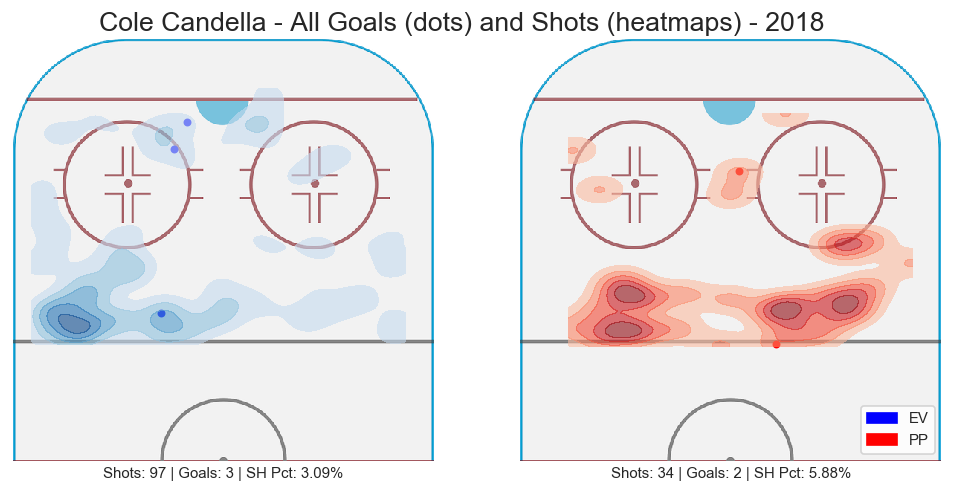 Cole Candella - All Goals (dots) and Shots (heatmaps) - 2018
EV
PP
Shots: 97 | Goals: 3 | SH Pct: 3.09%
Shots: 34 | Goals: 2 | SH Pct: 5.88%